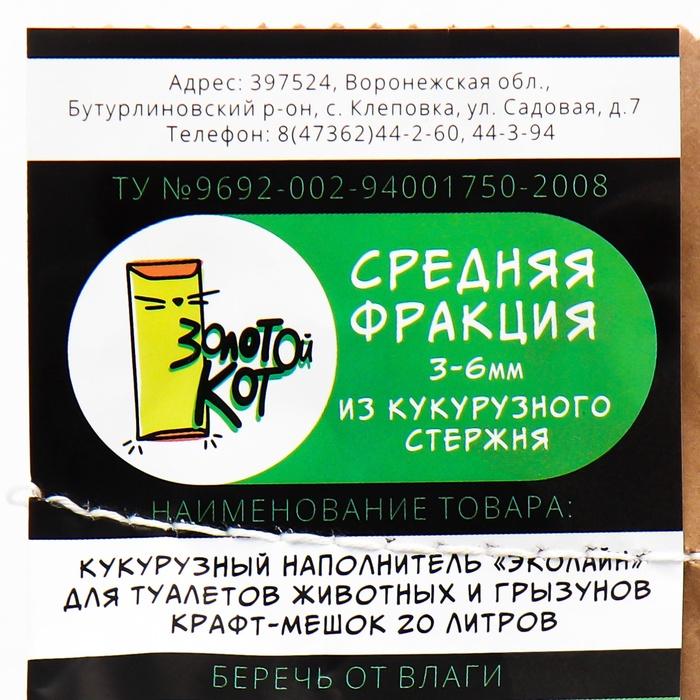 Адрес: 397524, Воронежская обл.,
Бутурлиновский р-он, с. Клеповка, ул. Садовая, д.7
Телефон: 8(47362)44-2-60, 44-3-94
ТУ №9692-002-94001750-2008
СРЕДНЯЯ
ФРАКЦИЯ
3-6мм
ИЗ КУКУРУЗНОГО
СТЕРЖНЯ
ЗОЛОТОЙ
КОТ
НАИМЕНОВАНИЕ ТОВАРА:
КУКУРУЗНЫЙ НАПОЛНИТЕЛЬ «ЭКОЛАЙН»
ДЛЯ ТУАЛЕТОВ ЖИВОТНЫХ И ГРЫЗУНОВ
КРАФТ-МЕШОК 20 ЛИТРОВ
БЕРЕЧЬ ОТ ВЛАГИ